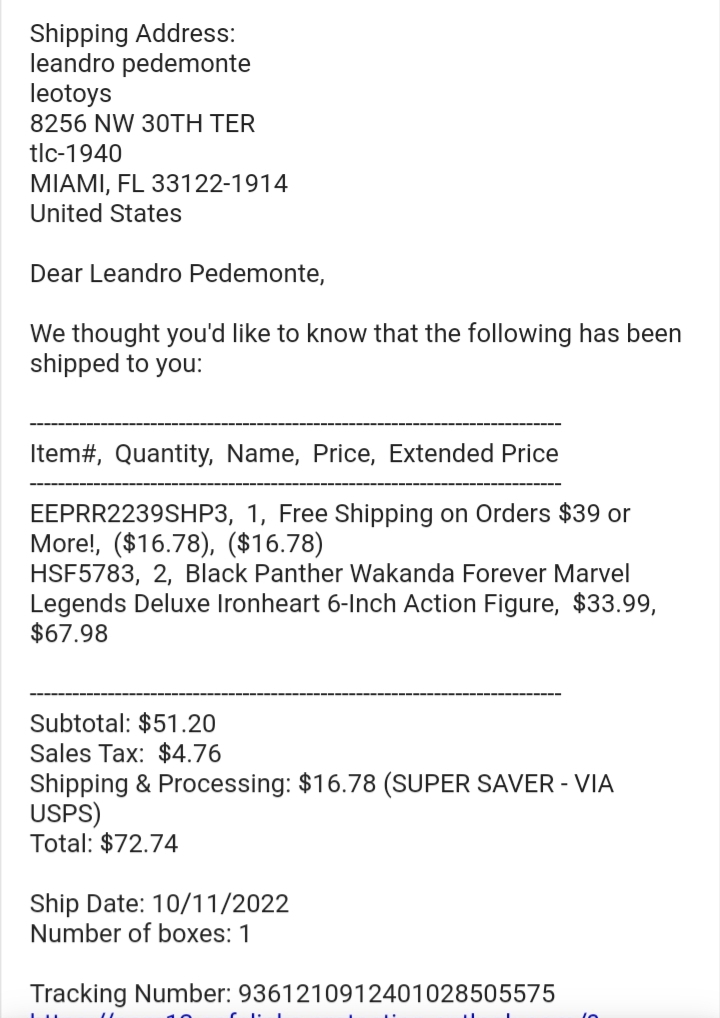 Shipping Address:
leandro pedemonte
leotoys
8256 NW 30TH TER
tlc-1940
MIAMI, FL 33122-1914
United States
Dear Leandro Pedemonte,
We thought you'd like to know that the following has been
shipped to you:
----------------------------------------------------------------------------
Item#,  Quantity,  Name,  Price,  Extended Price
----------------------------------------------------------------------------
EEPRR2239SHP3,  1,  Free Shipping on Orders $39 or
More!,  ($16.78),  ($16.78)
HSF5783,  2,  Black Panther Wakanda Forever Marvel
Legends Deluxe Ironheart 6-Inch Action Figure,  $33.99,
$67.98
----------------------------------------------------------------------------
Subtotal: $51.20
Sales Tax:  $4.76
Shipping & Processing: $16.78 (SUPER SAVER - VIA
USPS)
Total: $72.74
Ship Date: 10/11/2022
Number of boxes: 1
Tracking Number: 9361210912401028505575